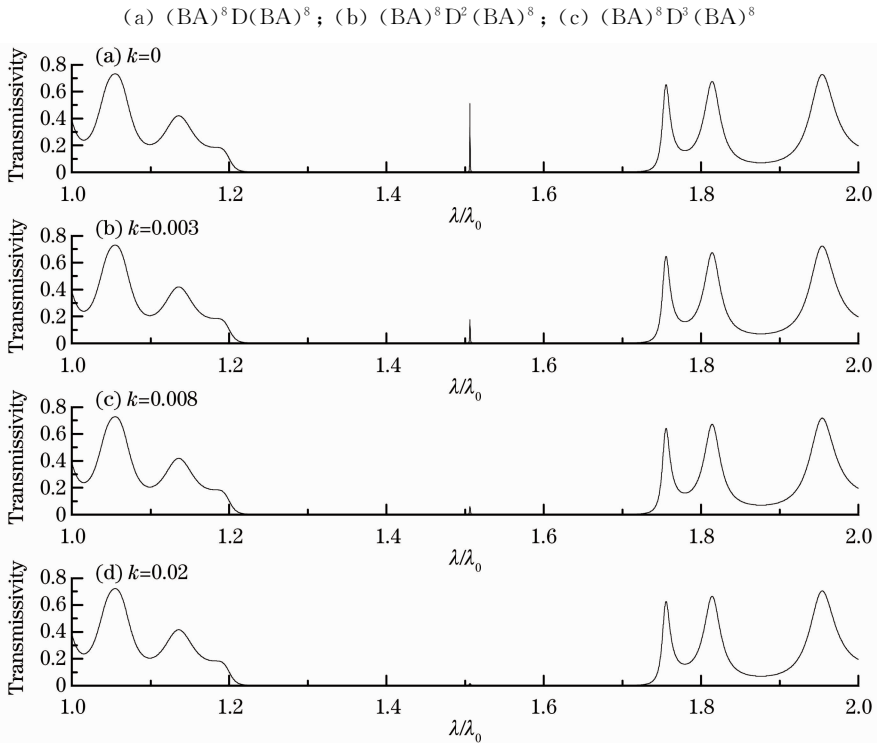 (a) (BA)⁸D(BA)⁸; (b) (BA)⁸D²(BA)⁸; (c) (BA)⁸D³(BA)⁸
(a) k=0
Transmissivity
0.8
0.6
0.4
0.2
0
1.0 1.2 1.4 1.6 1.8 2.0
λ/λ₀
(b) k=0.003
Transmissivity
0.8
0.6
0.4
0.2
0
1.0 1.2 1.4 1.6 1.8 2.0
λ/λ₀
(c) k=0.008
Transmissivity
0.8
0.6
0.4
0.2
0
1.0 1.2 1.4 1.6 1.8 2.0
λ/λ₀
(d) k=0.02
Transmissivity
0.8
0.6
0.4
0.2
0
1.0 1.2 1.4 1.6 1.8 2.0
λ/λ₀